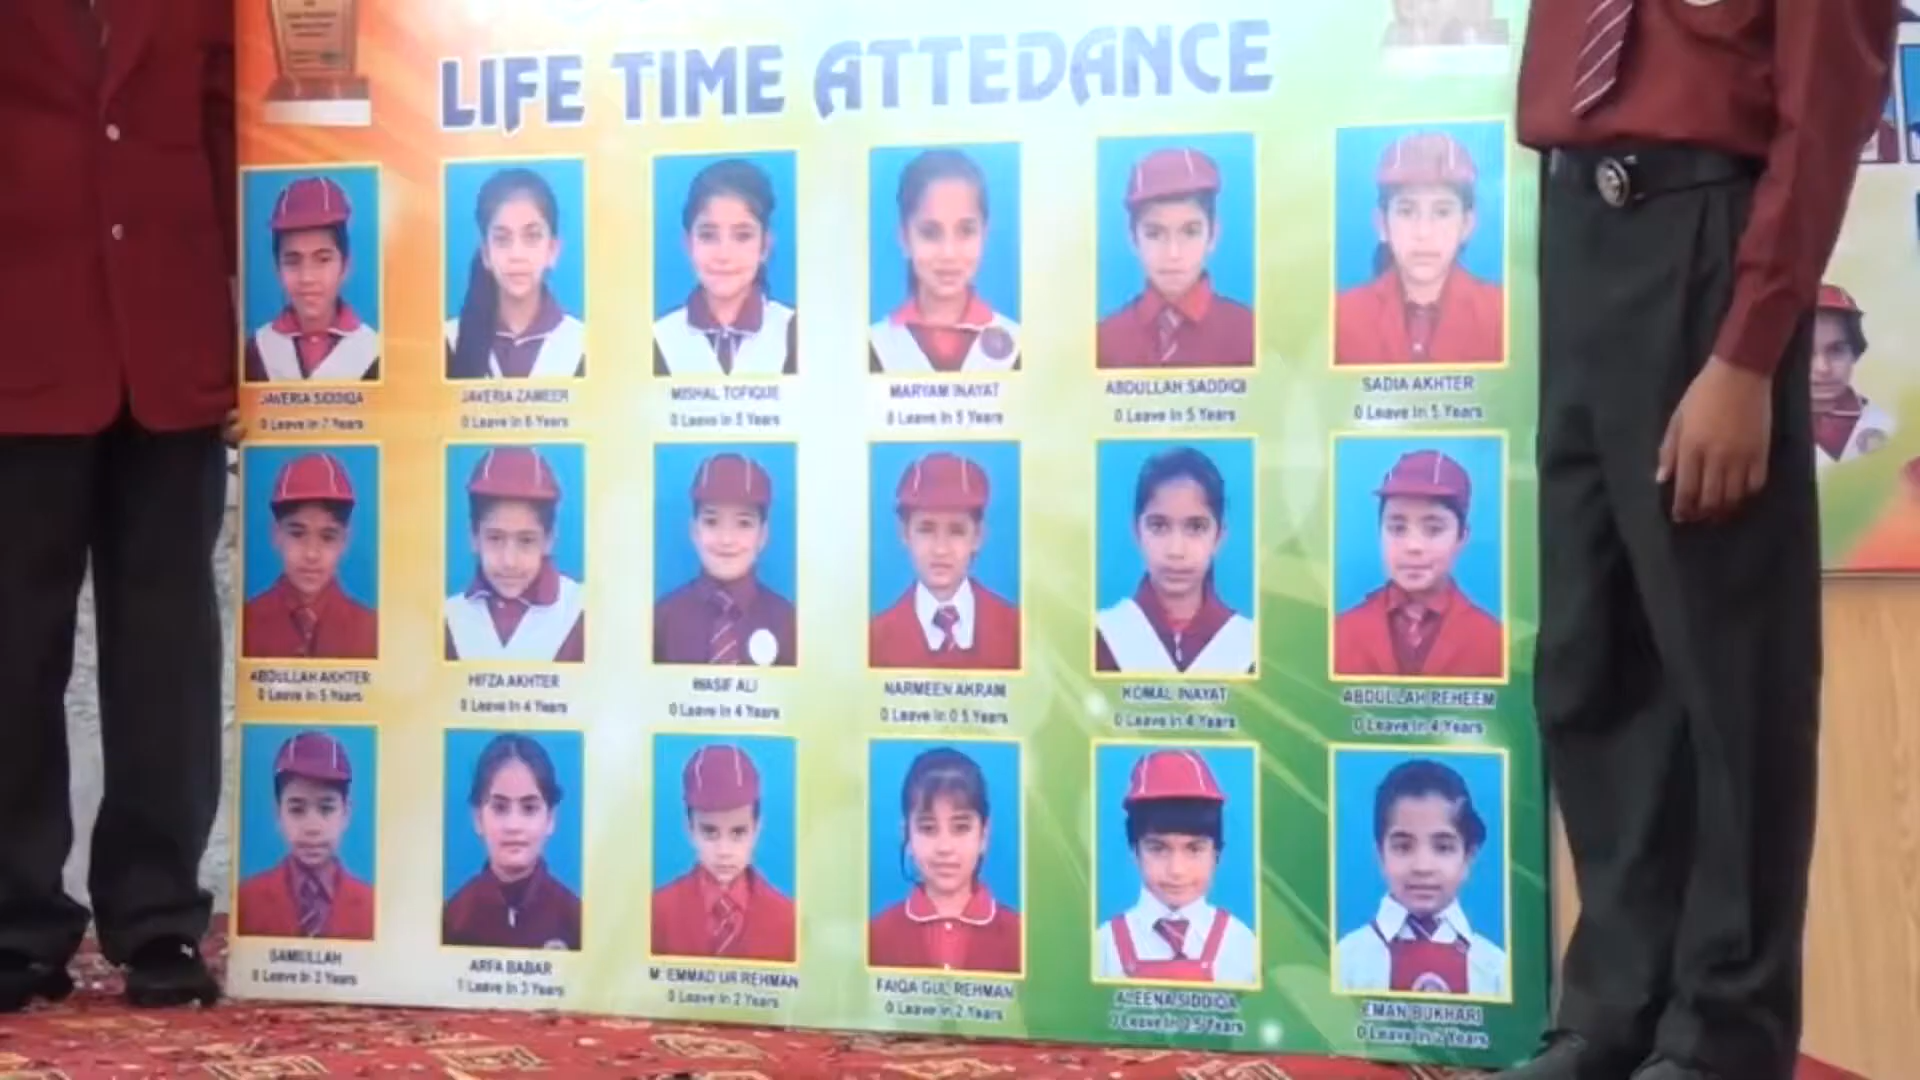 LIFE TIME ATTEDANCE
JAVERIA SIDDIQA
0 Leave In 7 Years
JAVERIA ZAMEER
0 Leave In 6 Years
MISHAL TOFIQUE
0 Leave In 5 Years
MARYAM INAYAT
0 Leave In 5 Years
ABDULLAH SADDIQI
0 Leave In 5 Years
SADIA AKHTER
0 Leave In 5 Years
ABDULLAH AKHTER
0 Leave In 5 Years
HIFZA AKHTER
0 Leave In 4 Years
WASIF ALI
0 Leave In 4 Years
NARMEEN AKRAM
0 Leave In 0.5 Years
KOMAL INAYAT
0 Leave In 4 Years
ABDULLAH REHEEM
0 Leave In 4 Years
SAMIULLAH
0 Leave In 3 Years
ARFA BABAR
1 Leave In 3 Years
M. EMMAD UR REHMAN
0 Leave In 2 Years
FAIQA GUL REHMAN
0 Leave In 2 Years
ALEENA SIDDIQA
Leave In 2.5 Years
EMAN BUKHARI
0 Leave In 2 Years